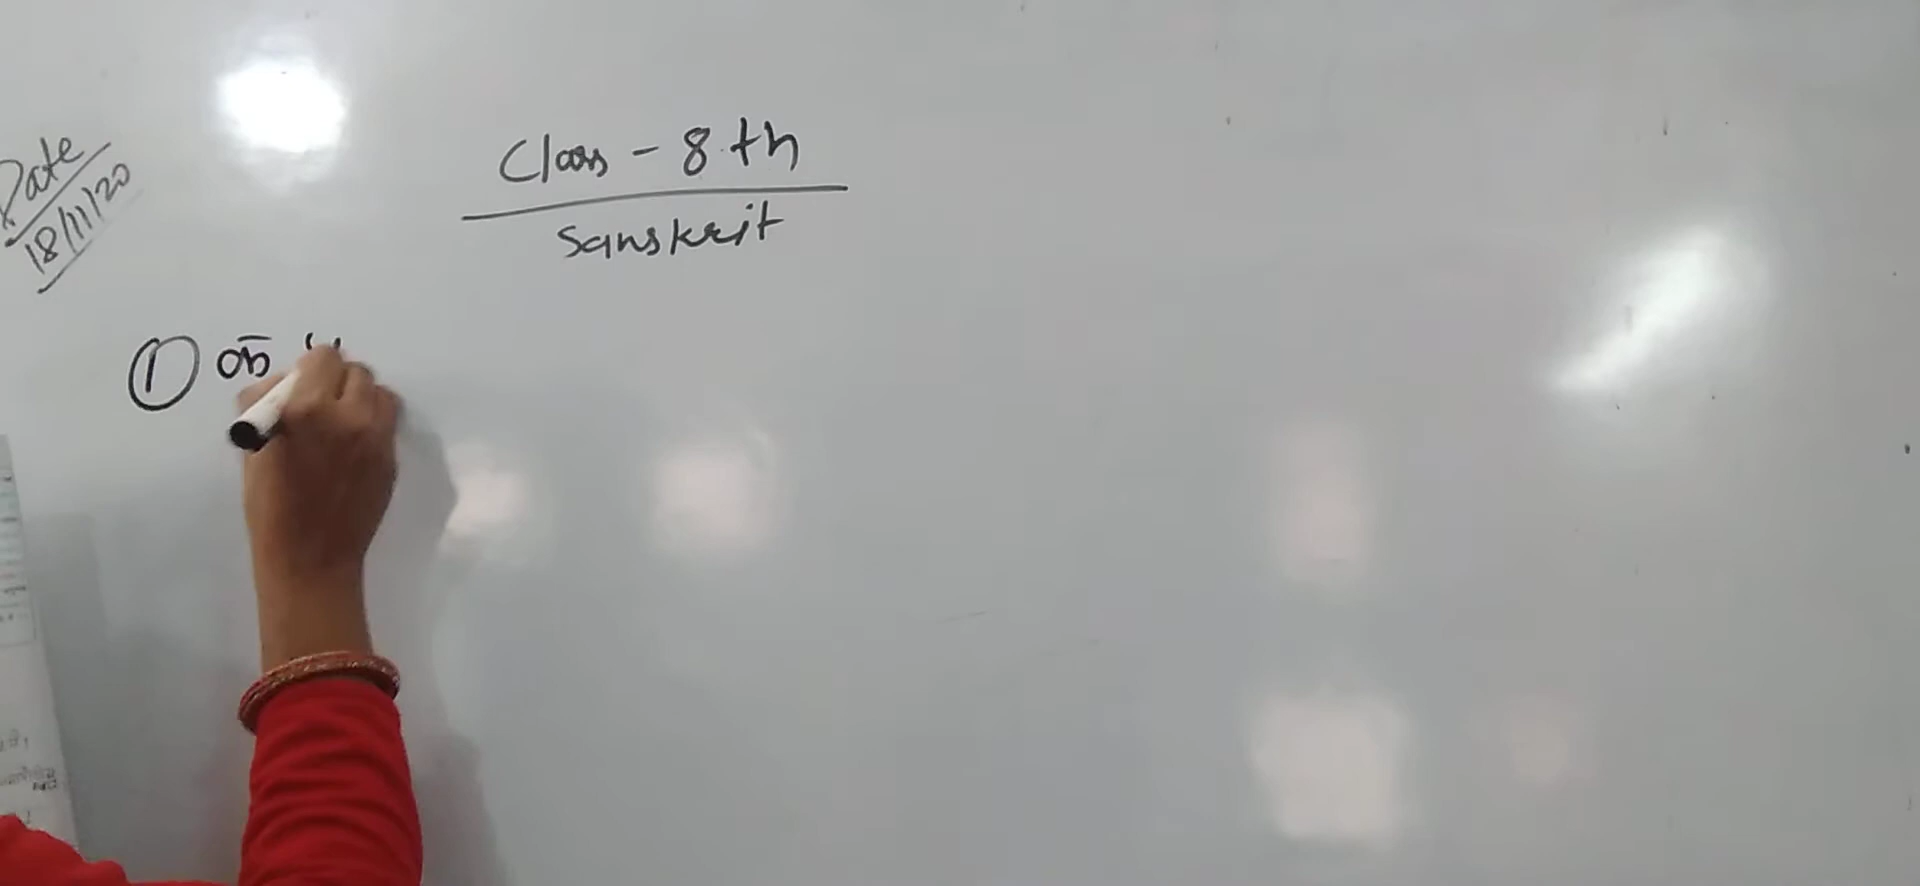 Date
18/11/20
Class - 8th
Sanskrit
① क